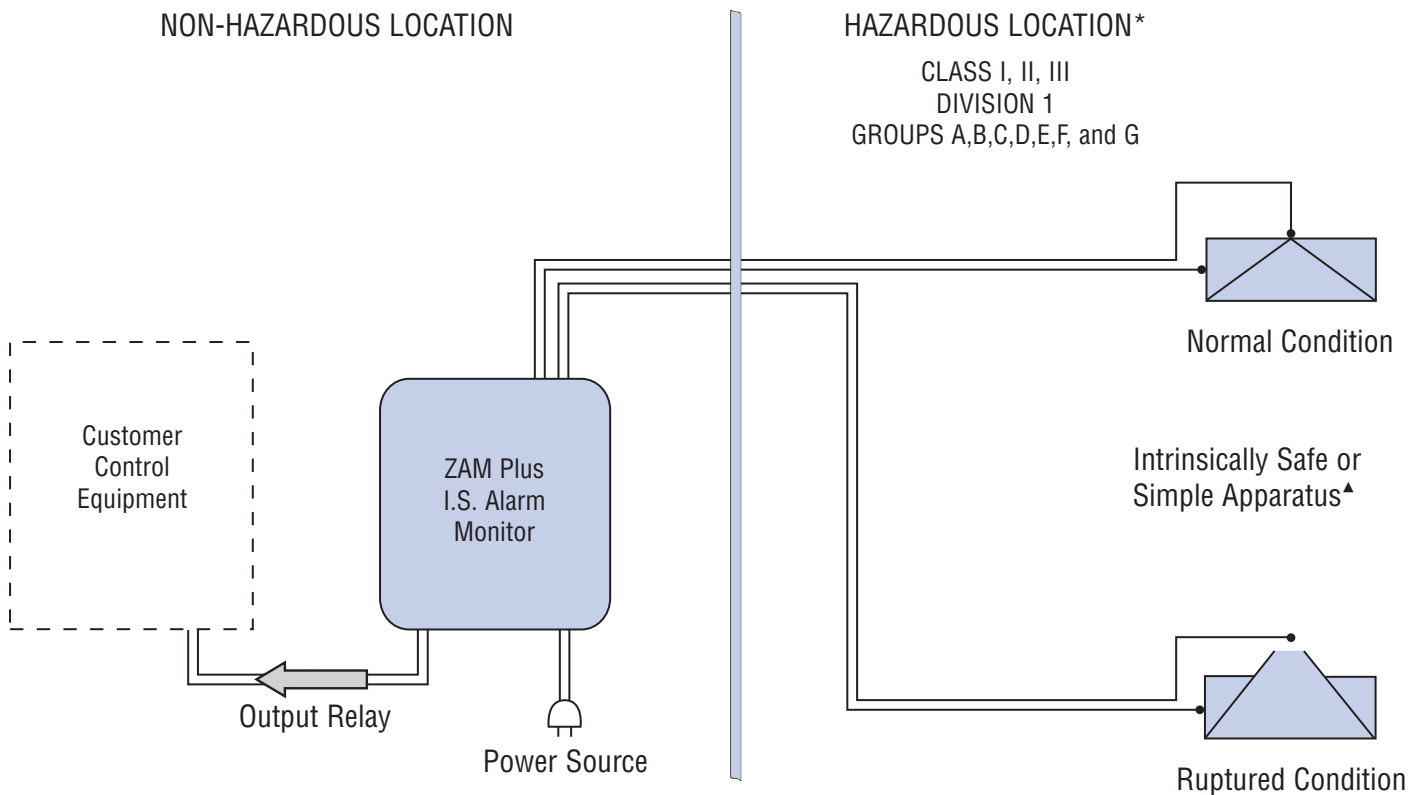 NON-HAZARDOUS LOCATION
HAZARDOUS LOCATION*
CLASS I, II, III
DIVISION 1
GROUPS A,B,C,D,E,F, and G
Normal Condition
Customer
Control
Equipment
ZAM Plus
I.S. Alarm
Monitor
Intrinsically Safe or
Simple Apparatus▲
Output Relay
Power Source
Ruptured Condition